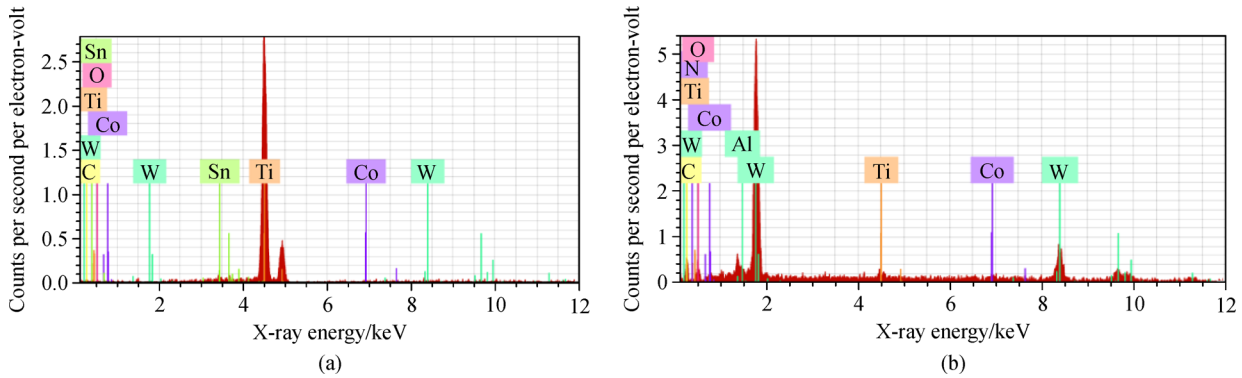 Counts per second per electron-volt
2.5
2.0
1.5
1.0
0.5
0.0
Sn
O
Ti
Co
W
C
W
Sn
Ti
Co
W
2
4
6
8
10
12
X-ray energy/keV
(a)
Counts per second per electron-volt
5
4
3
2
1
0
O
N
Ti
Co
W
Al
C
W
Ti
Co
W
2
4
6
8
10
12
X-ray energy/keV
(b)